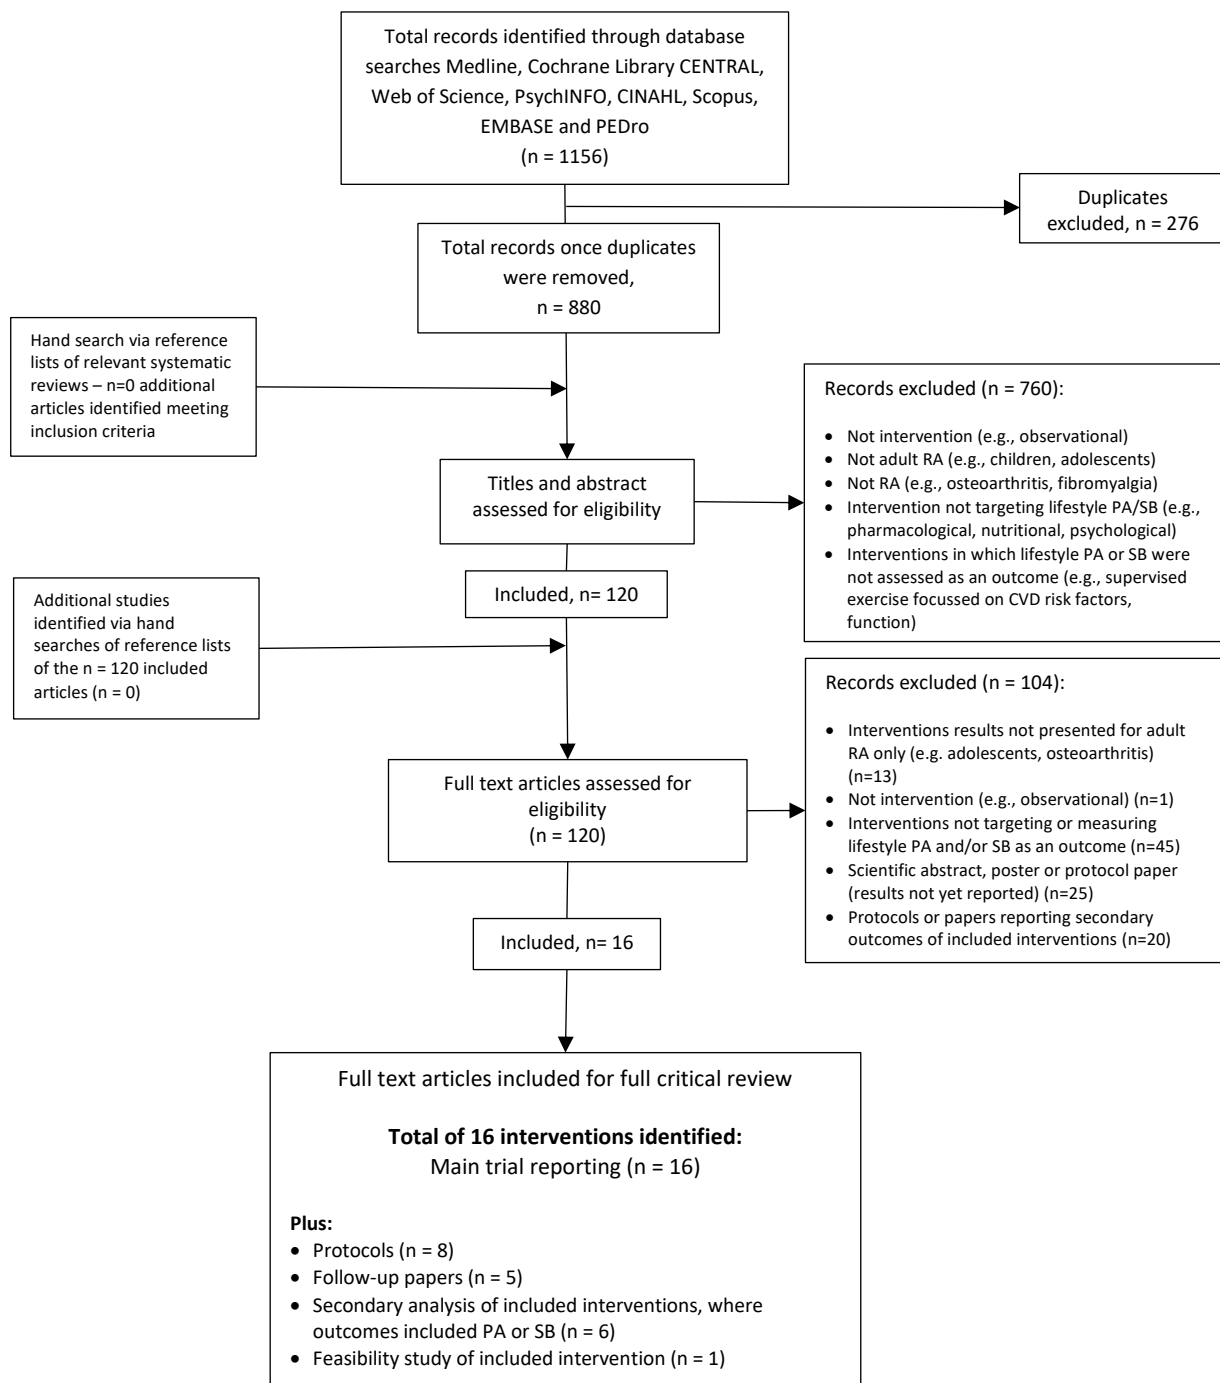 Total records identified through database
searches Medline, Cochrane Library CENTRAL,
Web of Science, PsychINFO, CINAHL, Scopus,
EMBASE and PEDro
(n = 1156)
Duplicates
excluded, n = 276
Total records once duplicates
were removed,
n = 880
Hand search via reference
lists of relevant systematic
reviews – n=0 additional
articles identified meeting
inclusion criteria
Records excluded (n = 760):
• Not intervention (e.g., observational)
• Not adult RA (e.g., children, adolescents)
• Not RA (e.g., osteoarthritis, fibromyalgia)
• Intervention not targeting lifestyle PA/SB (e.g.,
pharmacological, nutritional, psychological)
• Interventions in which lifestyle PA or SB were
not assessed as an outcome (e.g., supervised
exercise focussed on CVD risk factors,
function)
Titles and abstract
assessed for eligibility
Included, n= 120
Additional studies
identified via hand
searches of reference lists
of the n = 120 included
articles (n = 0)
Records excluded (n = 104):
• Interventions results not presented for adult
RA only (e.g. adolescents, osteoarthritis)
(n=13)
• Not intervention (e.g., observational) (n=1)
• Interventions not targeting or measuring
lifestyle PA and/or SB as an outcome (n=45)
• Scientific abstract, poster or protocol paper
(results not yet reported) (n=25)
• Protocols or papers reporting secondary
outcomes of included interventions (n=20)
Full text articles assessed for
eligibility
(n = 120)
Included, n= 16
Full text articles included for full critical review
Total of 16 interventions identified:
Main trial reporting (n = 16)
Plus:
• Protocols (n = 8)
• Follow-up papers (n = 5)
• Secondary analysis of included interventions, where
outcomes included PA or SB (n = 6)
• Feasibility study of included intervention (n = 1)